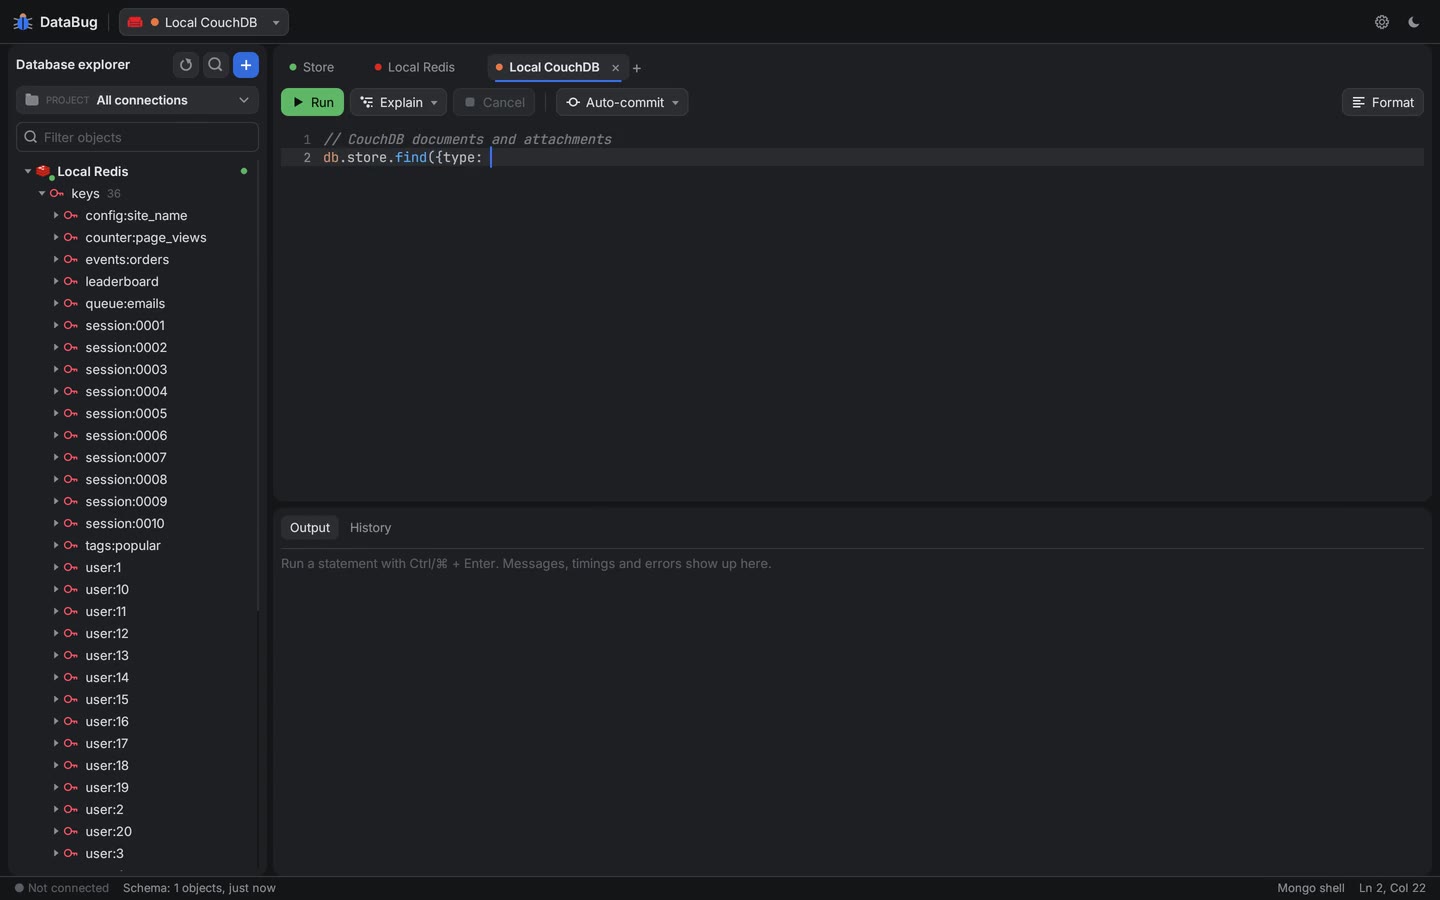 DataBug
Local CouchDB
Database explorer
PROJECT All connections
Filter objects
Local Redis
keys 36
config:site_name
counter:page_views
events:orders
leaderboard
queue:emails
session:0001
session:0002
session:0003
session:0004
session:0005
session:0006
session:0007
session:0008
session:0009
session:0010
tags:popular
user:1
user:10
user:11
user:12
user:13
user:14
user:15
user:16
user:17
user:18
user:19
user:2
user:20
user:3
Store
Local Redis
Local CouchDB
Run
Explain
Cancel
Auto-commit
Format
1 // CouchDB documents and attachments
2 db.store.find({type:
Output
History
Run a statement with Ctrl/⌘ + Enter. Messages, timings and errors show up here.
Not connected
Schema: 1 objects, just now
Mongo shell
Ln 2, Col 22